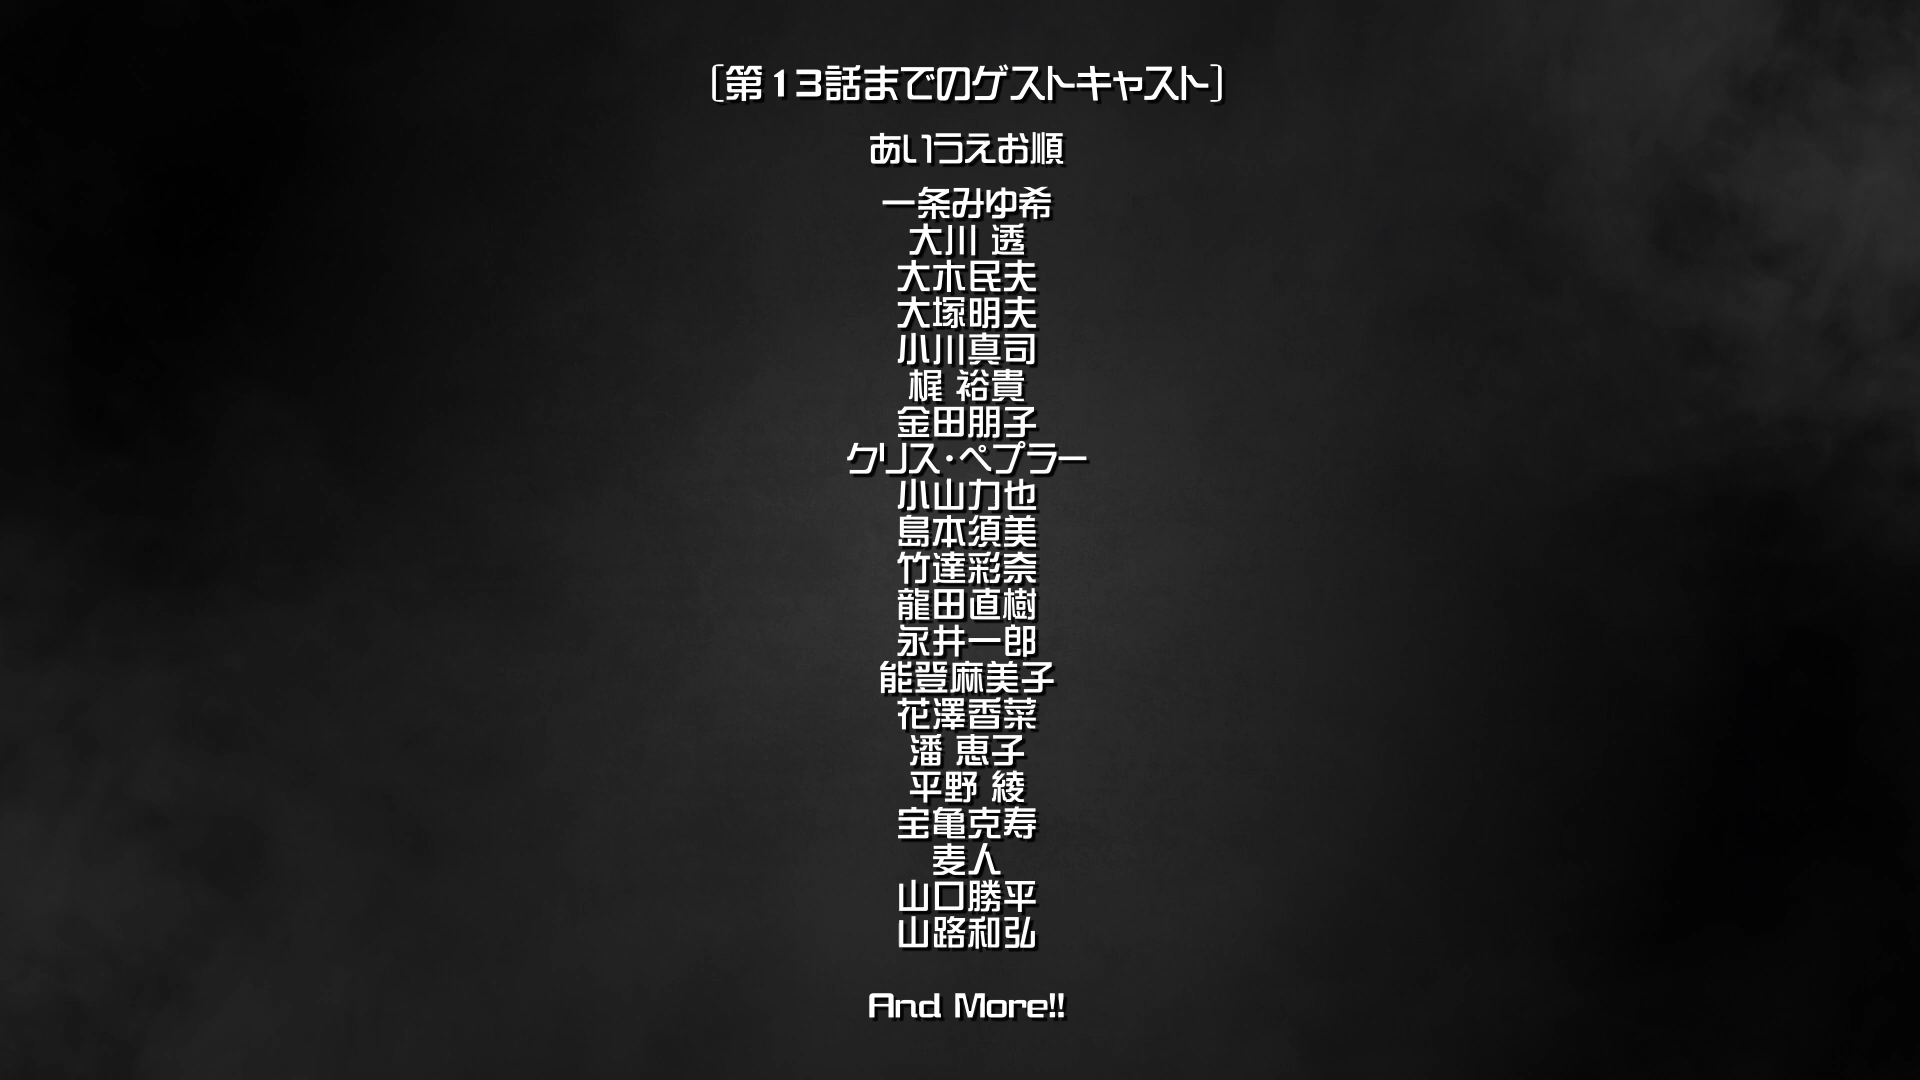 ［第13話までのゲストキャスト］
あいうえお順
一条みゆ希
大川 透
大木民夫
大塚明夫
小川真司
梶 裕貴
金田朋子
クリス・ペプラー
小山力也
島本須美
竹達彩奈
龍田直樹
永井一郎
能登麻美子
花澤香菜
潘 恵子
平野 綾
宝亀克寿
麦人
山口勝平
山路和弘
And More!!